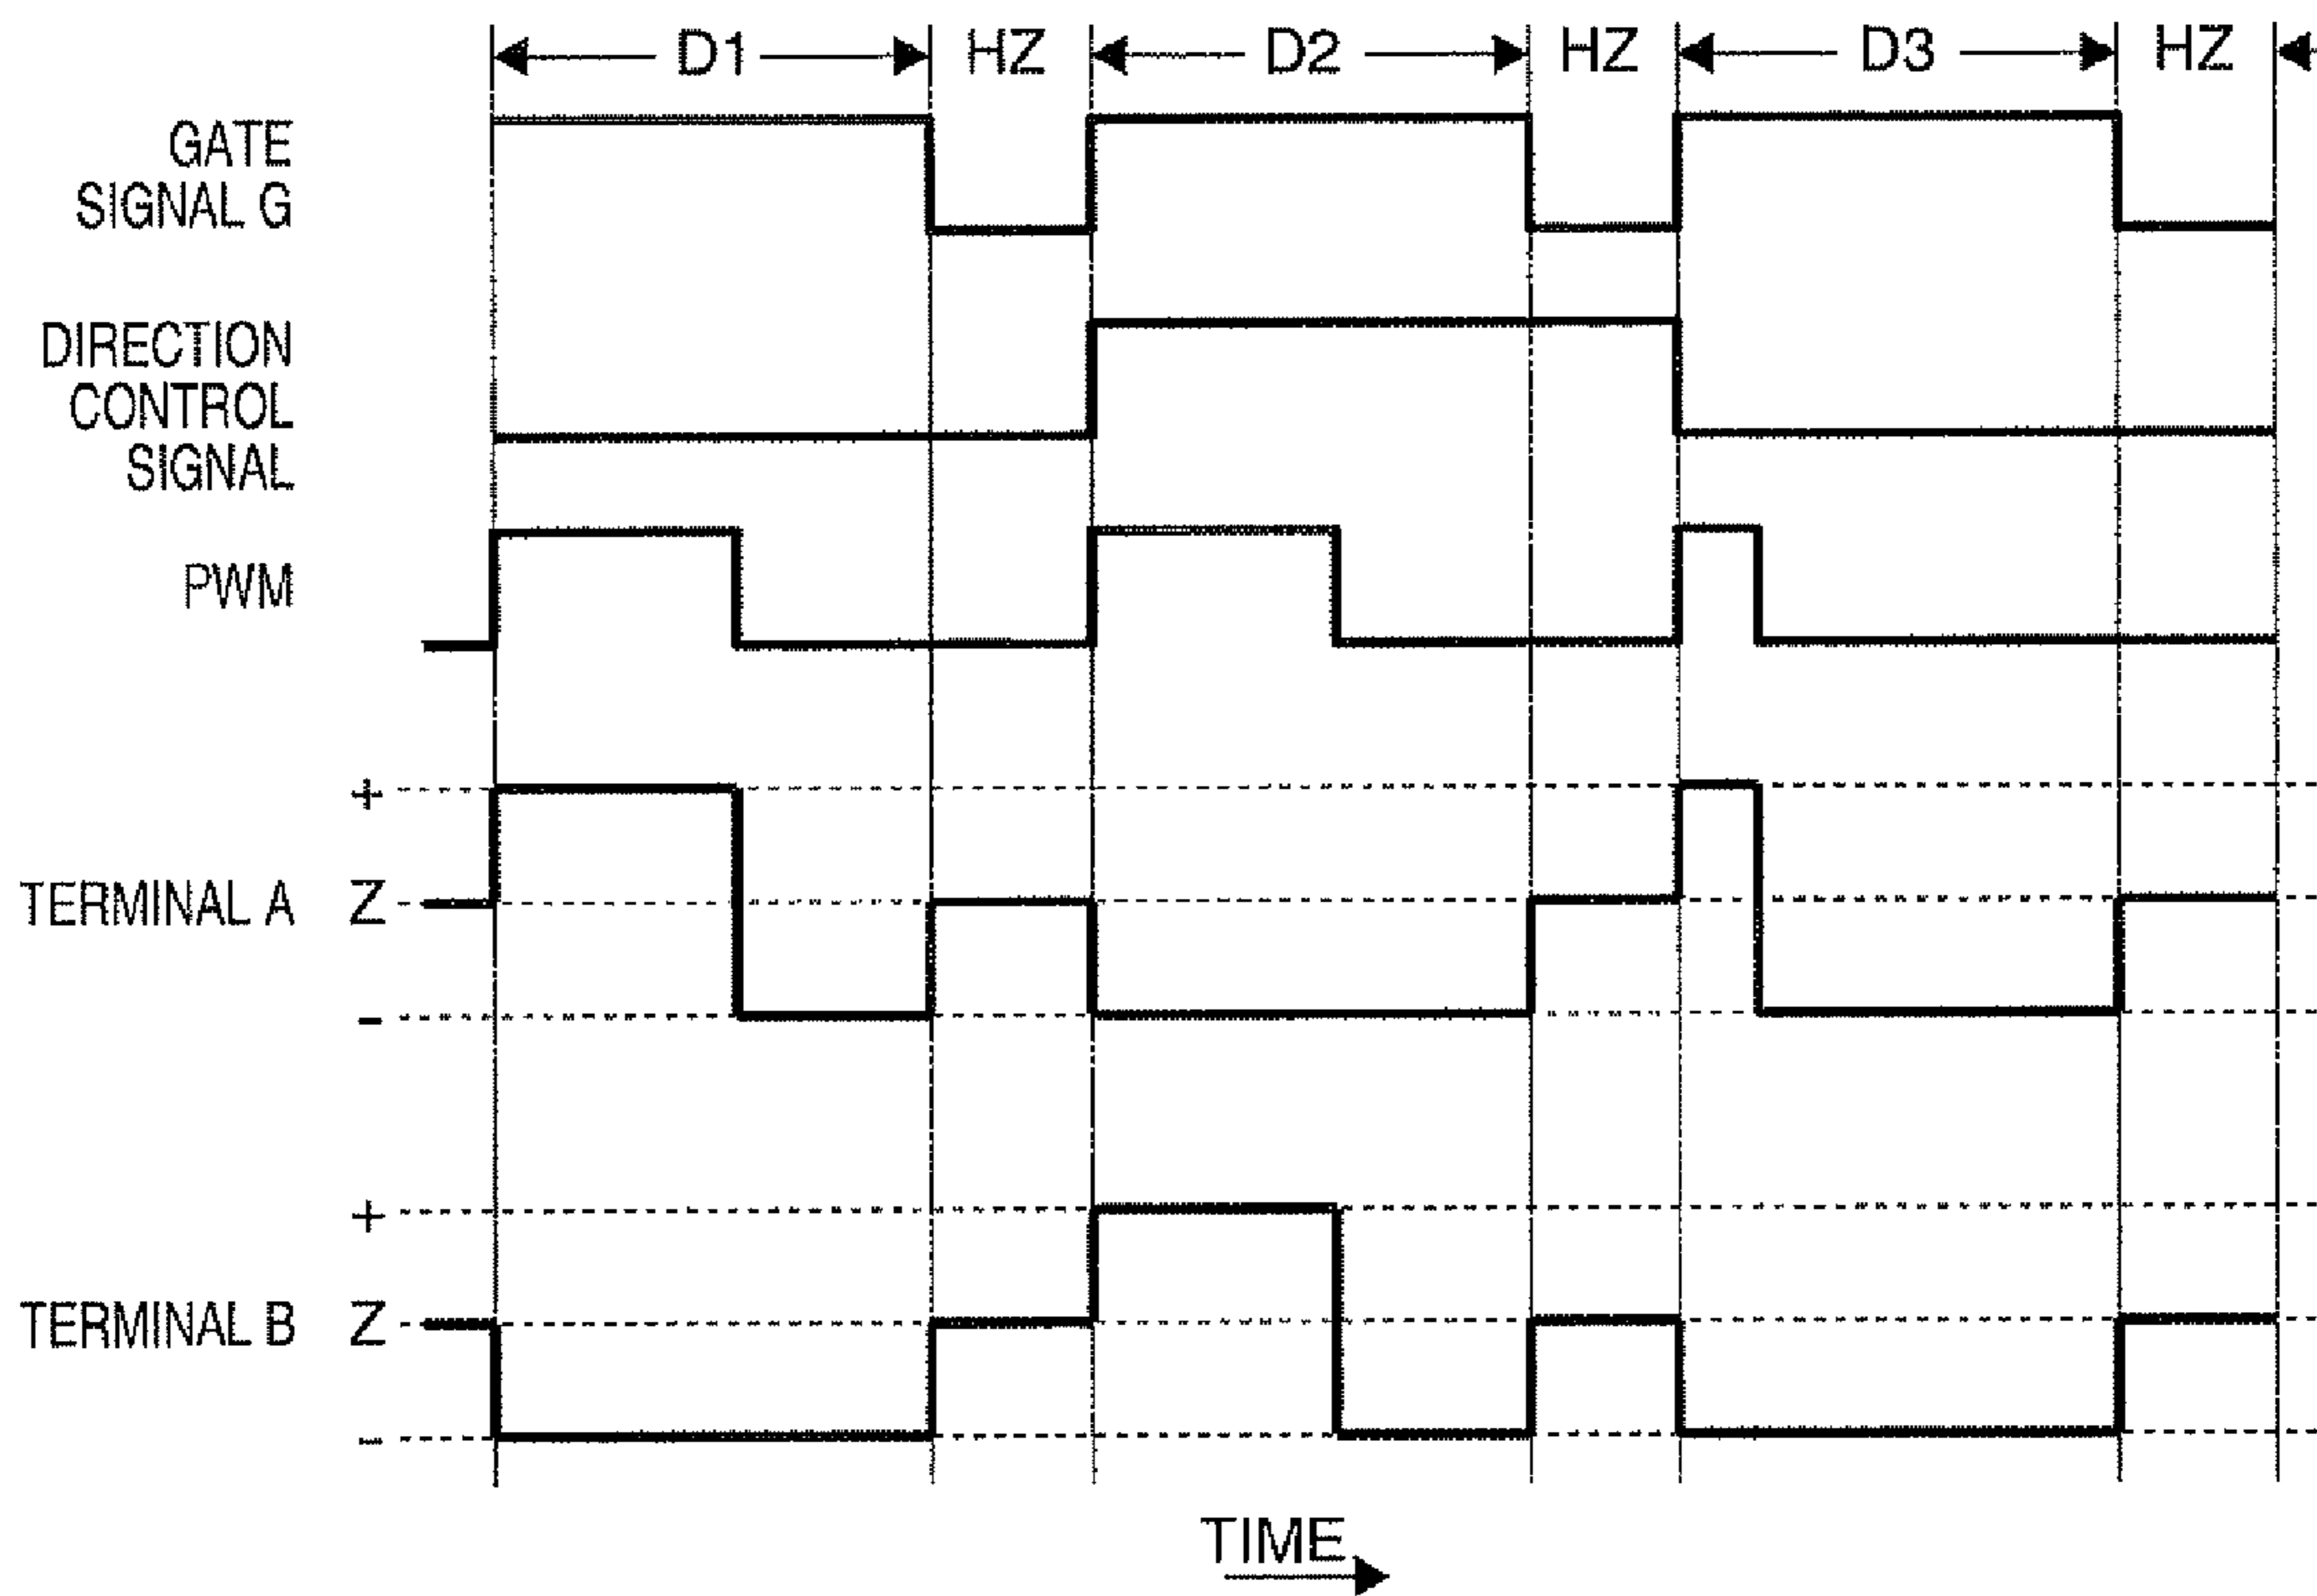 D1 HZ D2 HZ D3 HZ
GATE
SIGNAL G
DIRECTION
CONTROL
SIGNAL
PWM
+
TERMINAL A Z
-
+
TERMINAL B Z
-
TIME